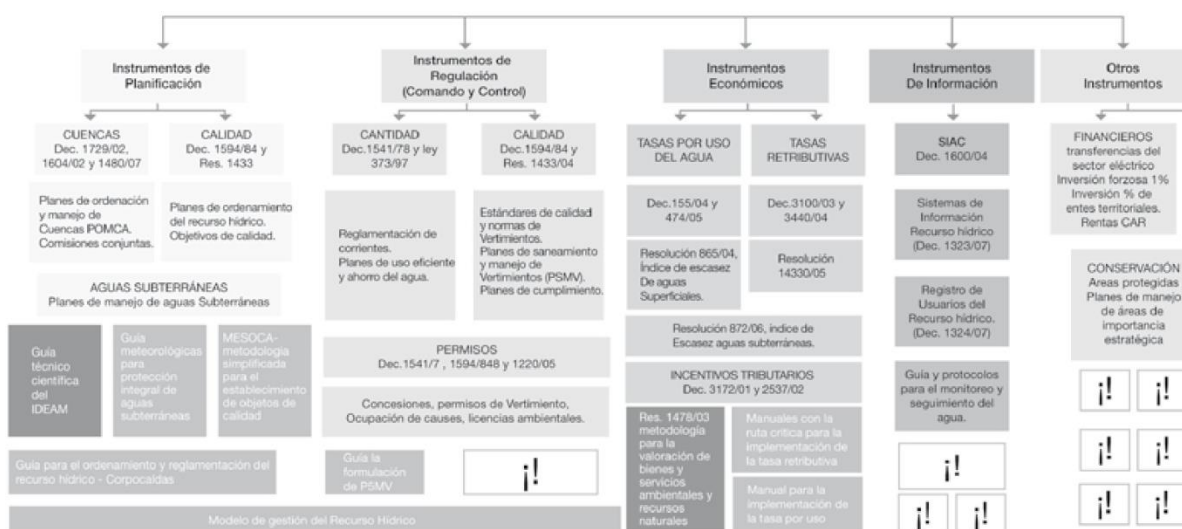 Instrumentos de
Planificación
CUENCAS
Dec. 1729/02,
1604/02 y 1480/07
CALIDAD
Dec. 1594/84 y
Res. 1433
Planes de ordenación
y manejo de
Cuencas POMCA.
Comisiones conjuntas.
Planes de ordenamiento
del recurso hídrico.
Objetivos de calidad.
AGUAS SUBTERRÁNEAS
Planes de manejo de aguas Subterráneas
Guía
técnico
científica
del
IDEAM
Guía
meteorológicas
para
protección
integral de
aguas
subterráneas
MESOCA-
metodologia
simplificada
para el
establecimiento
de objetos de
calidad
Guia para el ordenamiento y reglamentación del
recurso hídrico - Corpocaldas
Modelo de gestión del Recurso Hídrico
Instrumentos de
Regulación
(Comando y Control)
CANTIDAD
Dec.1541/78 y ley
373/97
CALIDAD
Dec.1594/84 y
Res. 1433/04
Reglamentación de
corrientes.
Planes de uso eficiente
y ahorro del agua.
Estándares de calidad
y normas de
Vertimientos.
Planes de saneamiento
y manejo de
Vertimientos (PSMV).
Planes de cumplimiento.
PERMISOS
Dec.1541/7 , 1594/848 y 1220/05
Concesiones, permisos de Vertimiento,
Ocupación de causes, licencias ambientales.
Guía la
formulación
de PSMV
¡!
Instrumentos
Económicos
TASAS POR USO
DEL AGUA
TASAS
RETRIBUTIVAS
Dec.155/04 y
474/05
Dec.3100/03 y
3440/04
Resolución 865/04,
Índice de escasez
De aguas
Superficiales.
Resolución
14330/05
Resolución 872/06, indice de
Escasez aguas subterráneas.
INCENTIVOS TRIBUTARIOS
Dec. 3172/01 y 2537/02
Res. 1478/03
metodología
para la
valoración de
bienes y
servicios
ambientales y
recursos
naturales
Manuales con la
ruta crítica para la
implementación de
la tasa retributiva
Manual para la
implementación de
la tasa por uso
Instrumentos
De Información
SIAC
Dec. 1600/04
Sistemas de
Información
Recurso hídrico
(Dec. 1323/07)
Registro de
Usuarios del
Recurso hídrico.
(Dec. 1324/07)
Guía y protocolos
para el monitoreo y
seguimiento del
agua.
¡!
¡! ¡!
Otros
Instrumentos
FINANCIEROS
transferencias del
sector eléctrico
Inversión forzosa 1%
Inversión % de
entes territoriales.
Rentas CAR
CONSERVACIÓN
Areas protegidas
Planes de manejo
de áreas de
importancia
estratégica
¡! ¡!
¡! ¡!
¡! ¡!